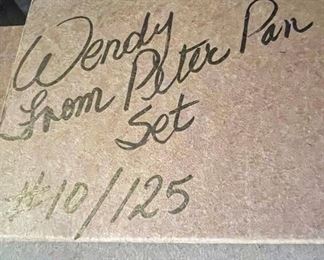 Wendy
From Peter Pan
Set
#10/125